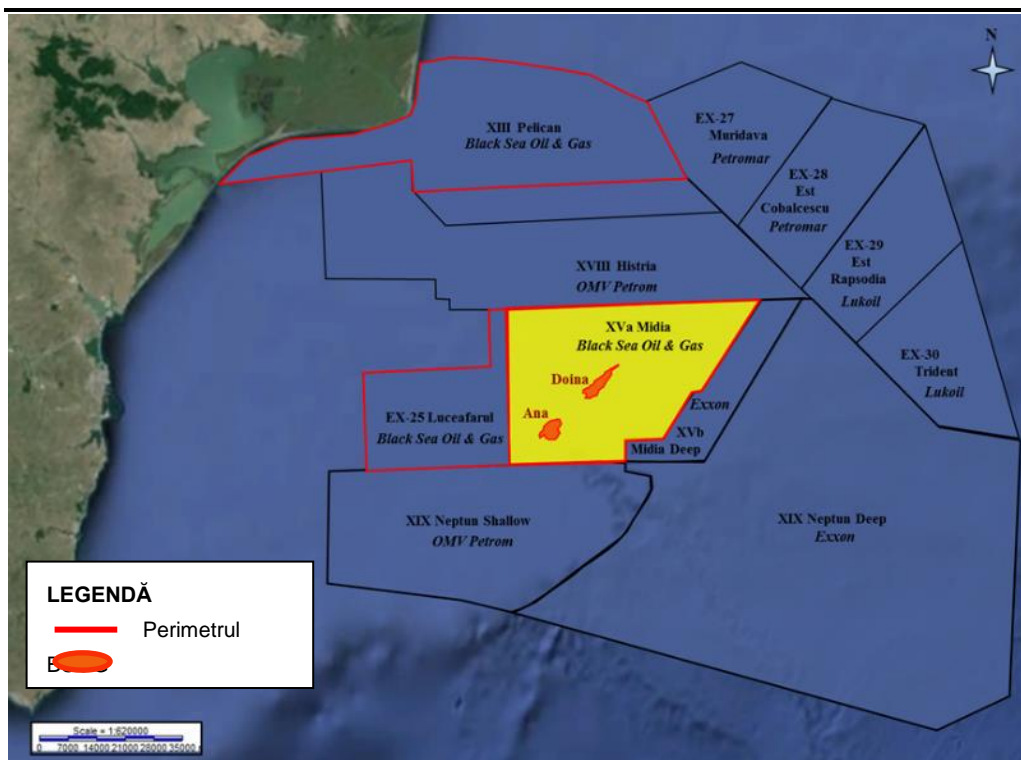 N
XIII Pelican
Black Sea Oil & Gas
EX-27
Muridava
Petromar
EX-28
Est
Cobalcescu
Petromar
EX-29
Est
Rapsodia
Lukoil
XVIII Histria
OMV Petrom
XVa Midia
Black Sea Oil & Gas
Doina
Ana
EX-30
Trident
Lukoil
Exxon
XVb
Midia Deep
EX-25 Luceafarul
Black Sea Oil & Gas
XIX Neptun Shallow
OMV Petrom
XIX Neptun Deep
Exxon
LEGENDĂ
Perimetrul
Scale = 1:620000
0 7000 14000 21000 28000 35000